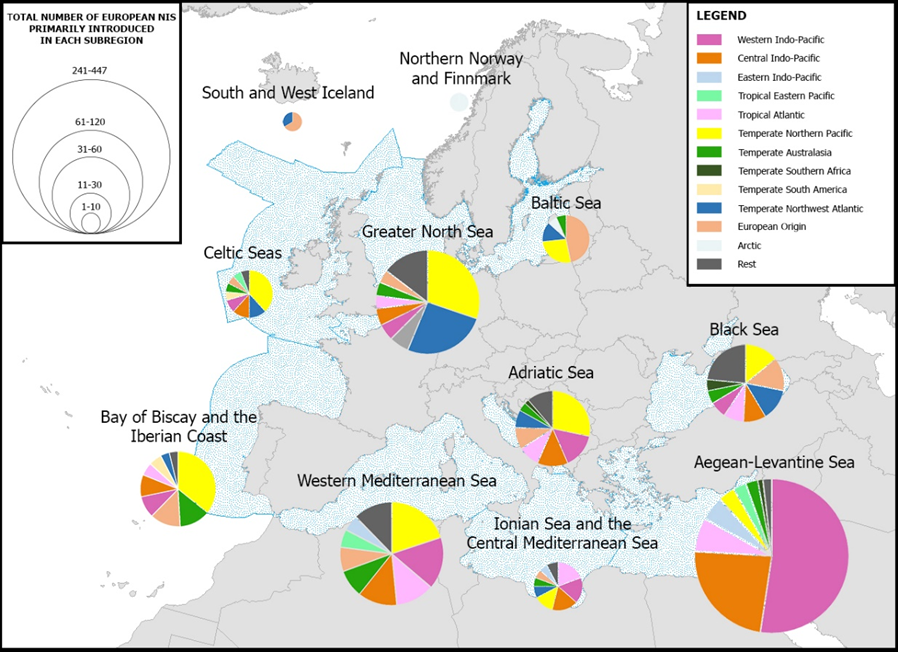 TOTAL NUMBER OF EUROPEAN NIS
PRIMARILY INTRODUCED
IN EACH SUBREGION
241-447
61-120
31-60
11-30
1-10
LEGEND
Western Indo-Pacific
Central Indo-Pacific
Eastern Indo-Pacific
Tropical Eastern Pacific
Tropical Atlantic
Temperate Northern Pacific
Temperate Australasia
Temperate Southern Africa
Temperate South America
Temperate Northwest Atlantic
European Origin
Arctic
Rest
Northern Norway
and Finnmark
South and West Iceland
Baltic Sea
Greater North Sea
Celtic Seas
Black Sea
Adriatic Sea
Bay of Biscay and the
Iberian Coast
Aegean-Levantine Sea
Western Mediterranean Sea
Ionian Sea and the
Central Mediterranean Sea